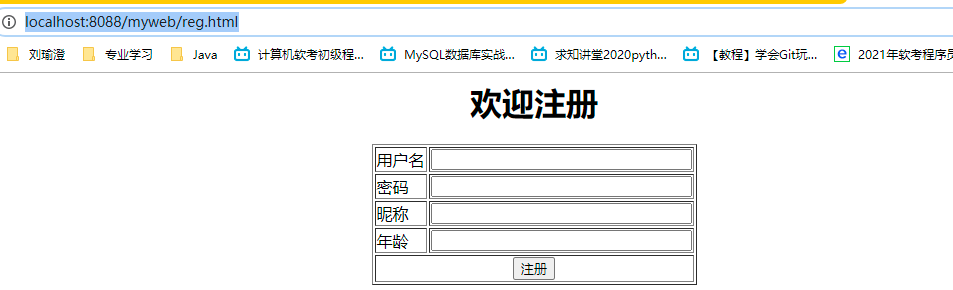 localhost:8088/myweb/reg.html
刘瑜澄 专业学习 Java 计算机软考初级程... MySQL数据库实战... 求知讲堂2020pyth... 【教程】学会Git玩... 2021年软考程序员
欢迎注册
用户名
密码
昵称
年龄
注册